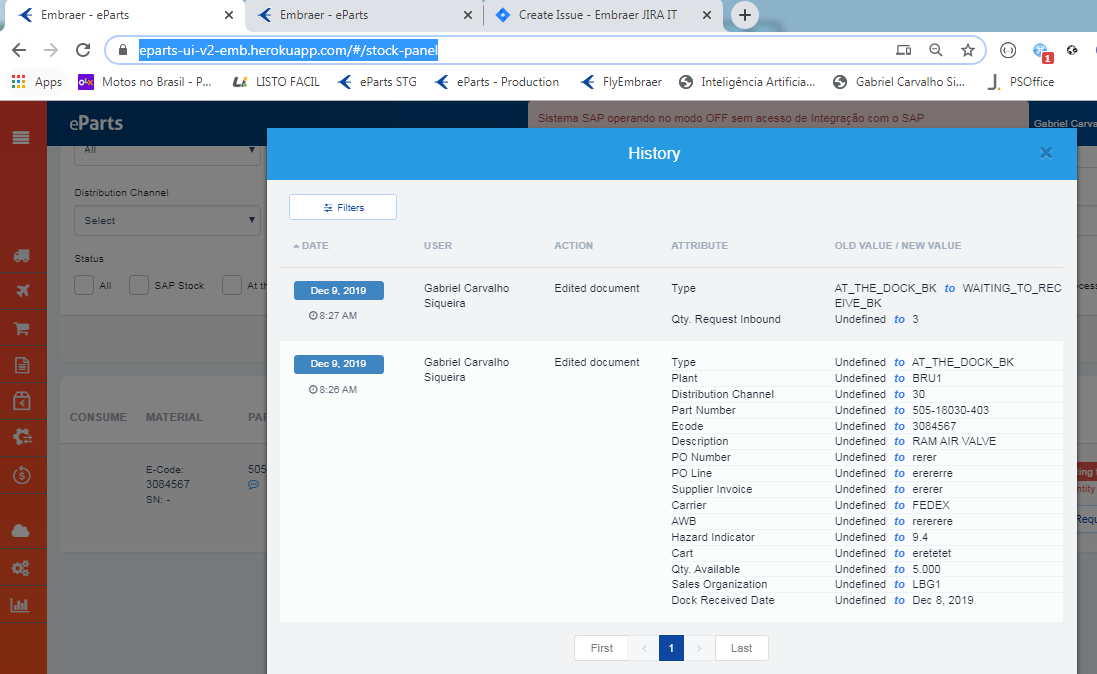 Embraer - eParts
Embraer - eParts
Create Issue - Embraer JIRA IT
eparts-ui-v2-emb.herokuapp.com/#/stock-panel
1
Apps
olx
Motos no Brasil - P...
LISTO FACIL
eParts STG
eParts - Production
FlyEmbraer
Inteligência Artificia...
Gabriel Carvalho Si...
PSOffice
eParts
Sistema SAP operando no modo OFF sem acesso de Integração com o SAP
Gabriel Carva
All
Distribution Channel
Select
Status
All
SAP Stock
At th
CONSUME MATERIAL PAR
E-Code:
3084567
SN: -
505
History
Filters
DATE USER ACTION ATTRIBUTE OLD VALUE / NEW VALUE
Dec 9, 2019
8:27 AM
Gabriel Carvalho
Siqueira
Edited document
Type AT_THE_DOCK_BK to WAITING_TO_REC
EIVE_BK
Qty. Request Inbound Undefined to 3
Dec 9, 2019
8:26 AM
Gabriel Carvalho
Siqueira
Edited document
Type Undefined to AT_THE_DOCK_BK
Plant Undefined to BRU1
Distribution Channel Undefined to 30
Part Number Undefined to 505-18030-403
Ecode Undefined to 3084567
Description Undefined to RAM AIR VALVE
PO Number Undefined to rerer
PO Line Undefined to erererre
Supplier Invoice Undefined to ererer
Carrier Undefined to FEDEX
AWB Undefined to rererere
Hazard Indicator Undefined to 9.4
Cart Undefined to eretetet
Qty. Available Undefined to 5.000
Sales Organization Undefined to LBG1
Dock Received Date Undefined to Dec 8, 2019
First ‹ 1 › Last